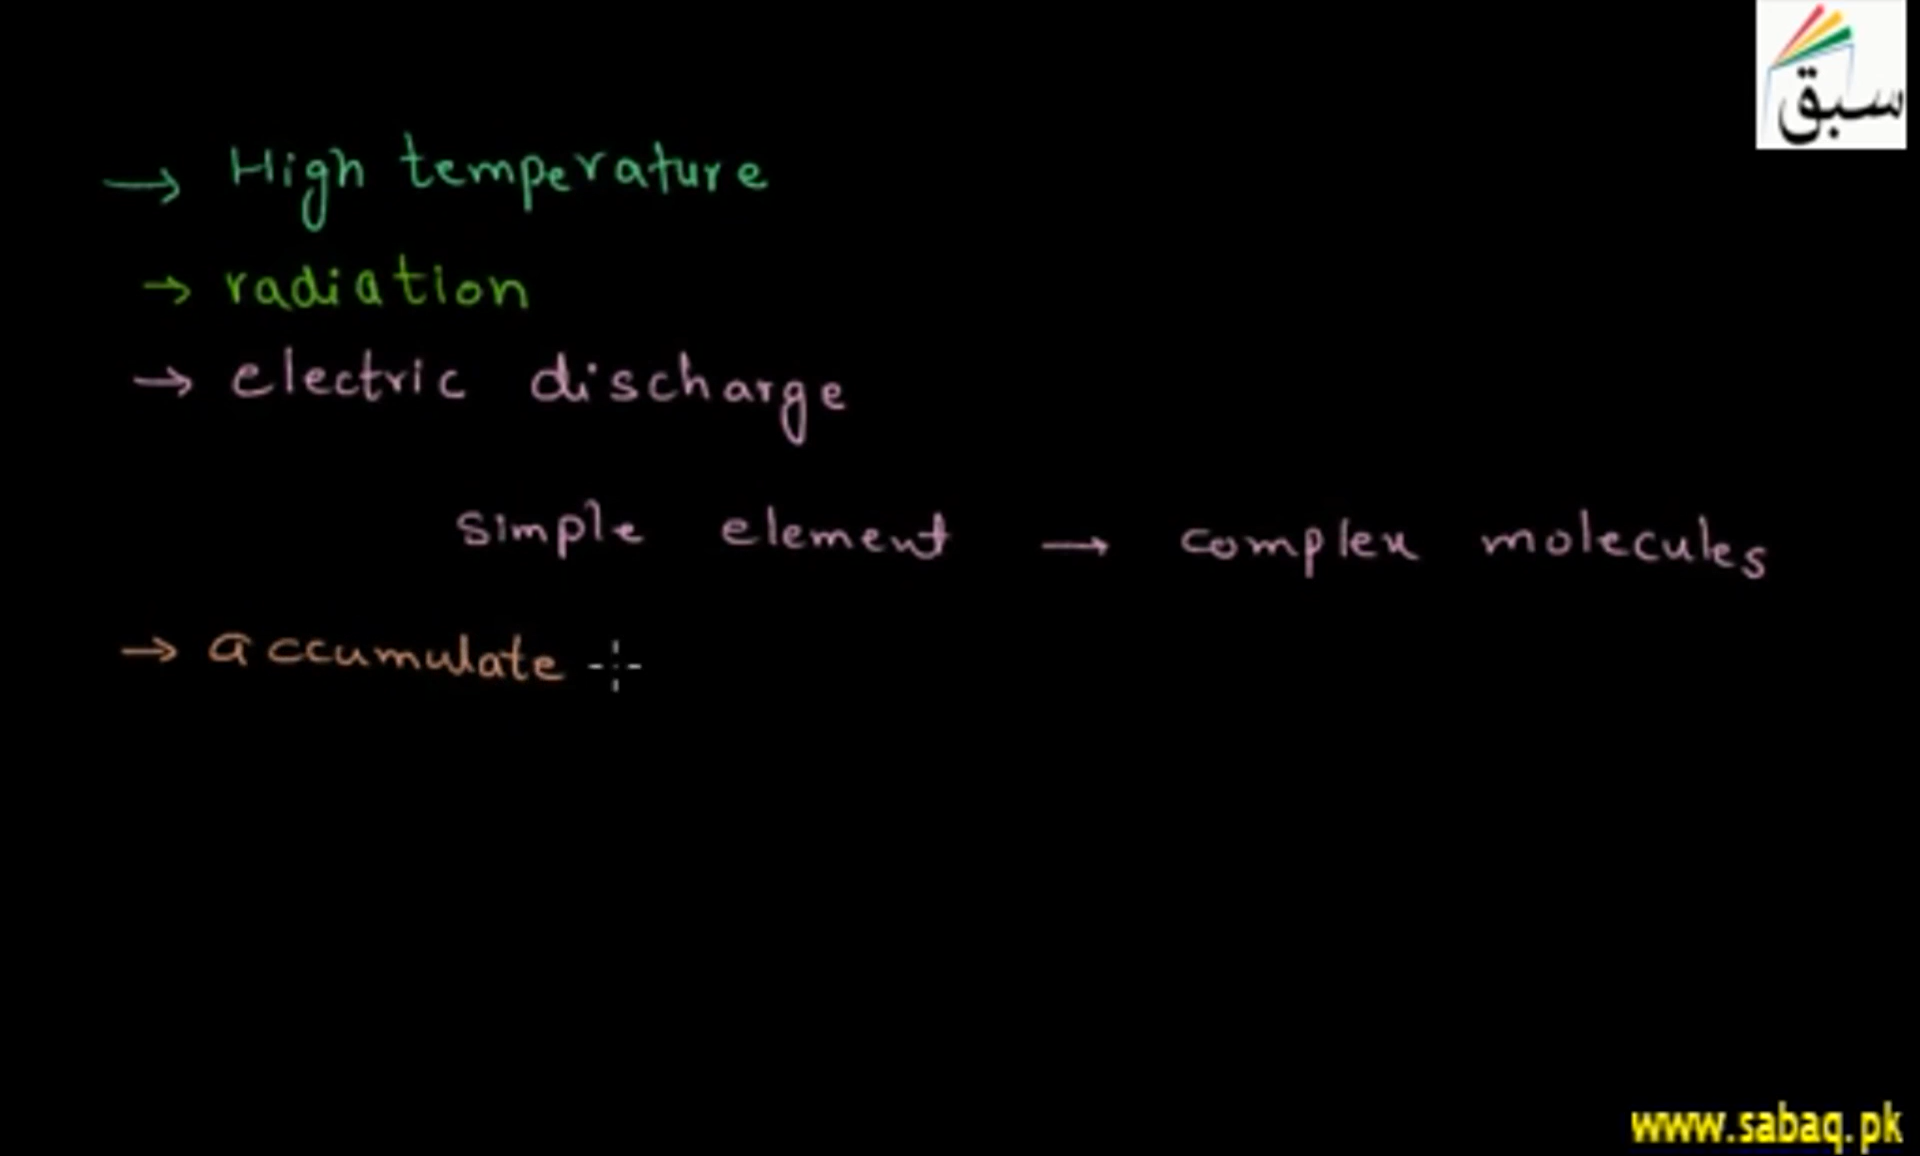 سبق
→ High temperature
→ radiation
→ electric discharge
simple element → complex molecules
→ accumulate
www.sabaq.pk